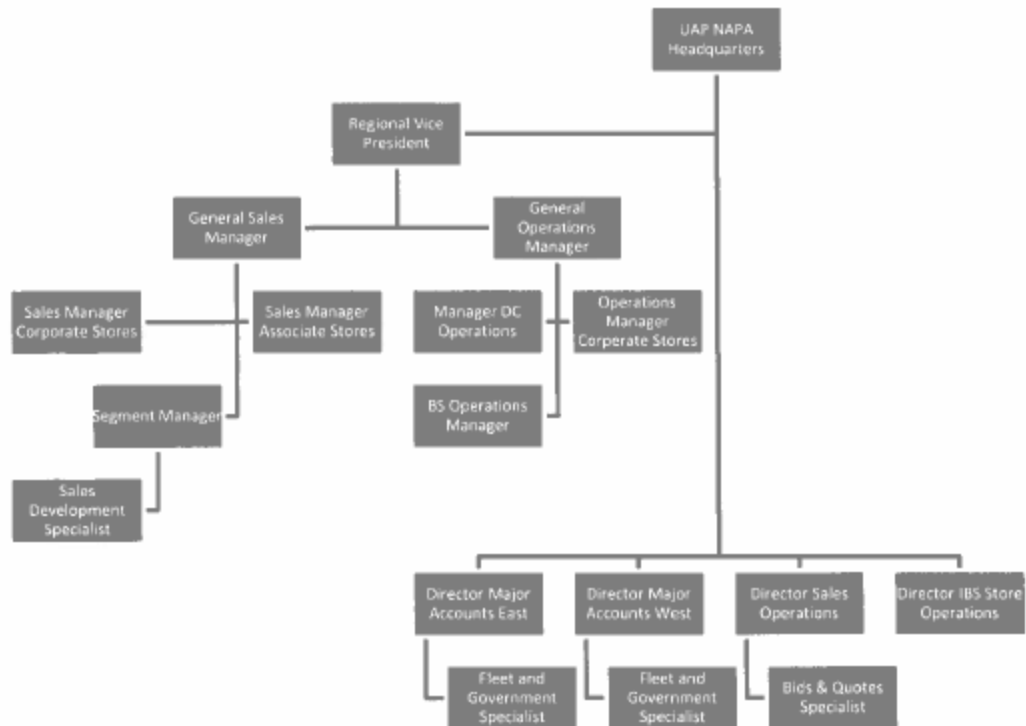 UAP NAPA
Headquarters
Regional Vice
President
General Sales
Manager
General
Operations
Manager
Sales Manager
Corporate Stores
Sales Manager
Associate Stores
Manager DC
Operations
Operations
Manager
Corperate Stores
Segment Manager
BS Operations
Manager
Sales
Development
Specialist
Director Major
Accounts East
Director Major
Accounts West
Director Sales
Operations
Director IBS Store
Operations
Fleet and
Government
Specialist
Fleet and
Government
Specialist
Bids & Quotes
Specialist